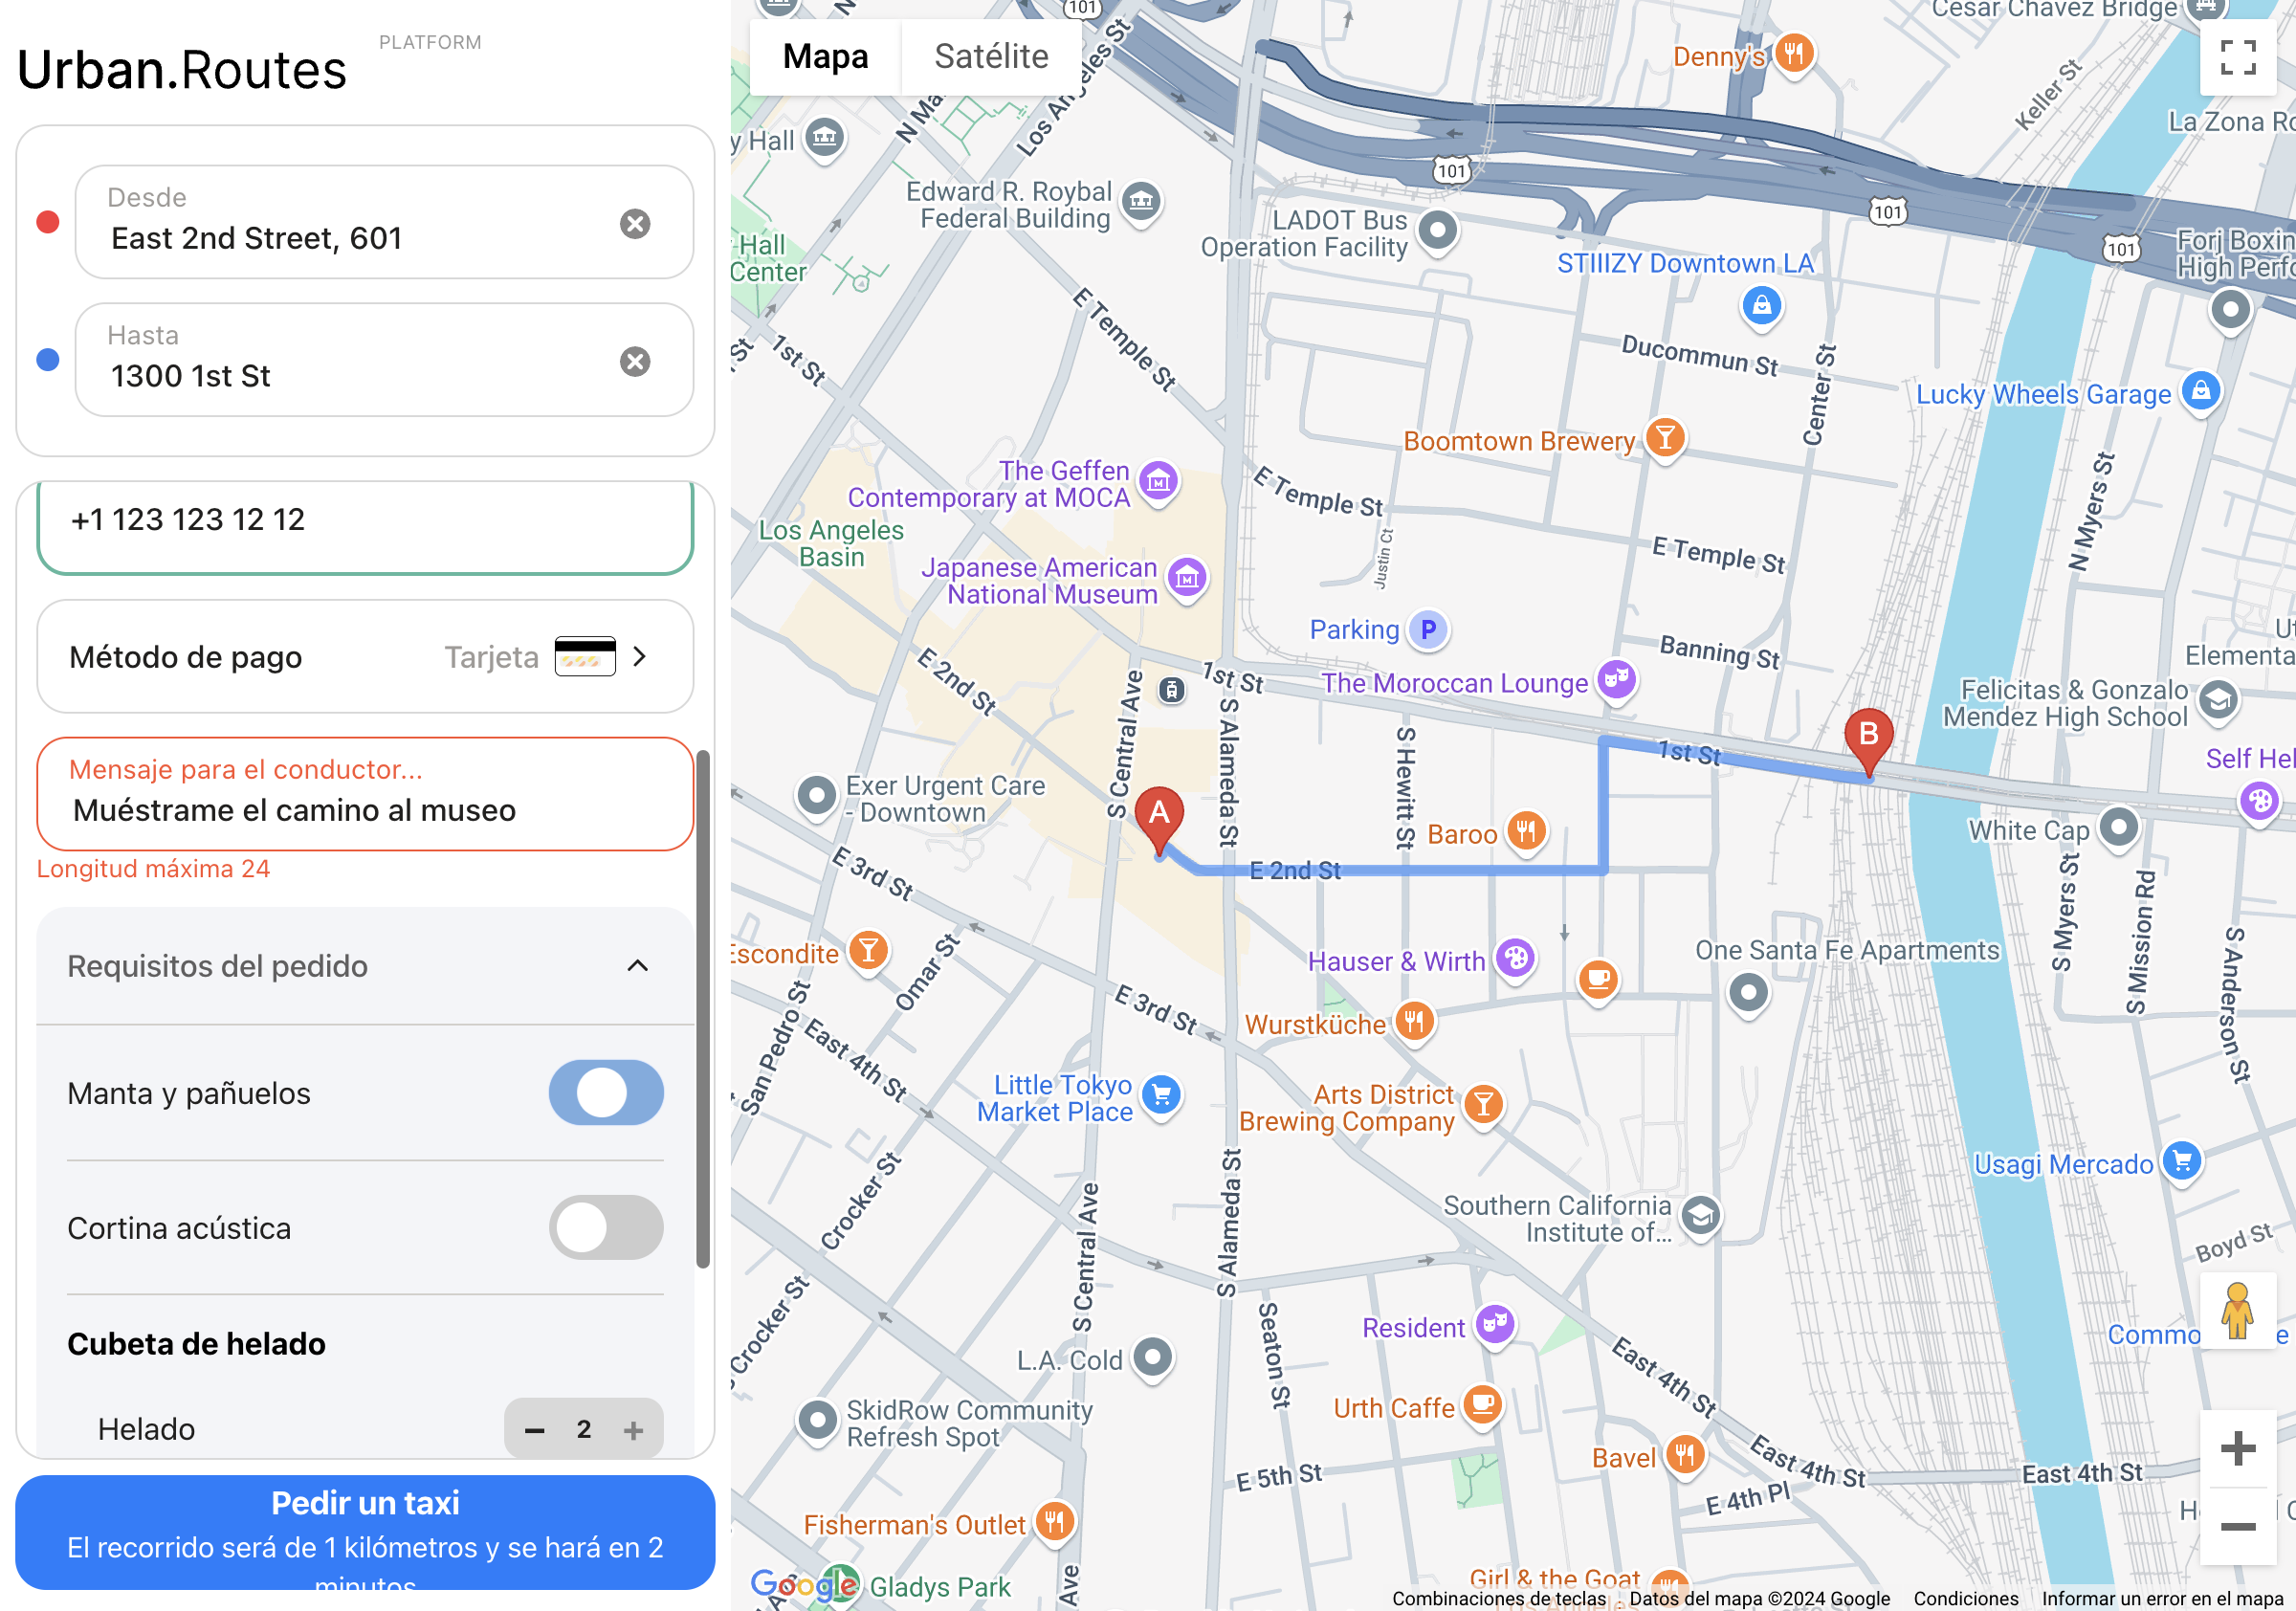 PLATFORM
Urban.Routes
Desde
East 2nd Street, 601
Hasta
1300 1st St
+1 123 123 12 12
Método de pago
Tarjeta
Mensaje para el conductor...
Muéstrame el camino al museo
Longitud máxima 24
Requisitos del pedido
Manta y pañuelos
Cortina acústica
Cubeta de helado
Helado
2
Pedir un taxi
El recorrido será de 1 kilómetros y se hará en 2
minutos
Mapa
Satélite
101
Cesar Chavez Bridge
Denny's
Keller St
La Zona
Los Angeles St
y Hall
Edward R. Roybal
Federal Building
LADOT Bus
Operation Facility
101
101
101
Hall
Center
STIIIZY Downtown LA
Forj Boxin
High Perfo
E Temple St
1st St
Ducommun St
Center St
Lucky Wheels Garage
Boomtown Brewery
The Geffen
Contemporary at MOCA
E Temple St
N Myers St
Los Angeles
Basin
Justin Ct
E Temple St
Japanese American
National Museum
Parking
P
Banning St
Elementa
E 2nd St
1st St
The Moroccan Lounge
Felicitas & Gonzalo
Mendez High School
S Central Ave
S Alameda St
S Hewitt St
1st St
B
Self Hel
Exer Urgent Care
- Downtown
A
Baroo
White Cap
E 3rd St
E 2nd St
S Myers St
S Mission Rd
Escondite
Omar St
Hauser & Wirth
One Santa Fe Apartments
S Anderson St
San Pedro St
E 3rd St
Wurstküche
East 4th St
Little Tokyo
Market Place
Arts District
Brewing Company
Usagi Mercado
Crocker St
S Central Ave
S Alameda St
Southern California
Institute of...
Boyd St
Crocker St
Seaton St
Resident
Commo
L.A. Cold
East 4th St
SkidRow Community
Refresh Spot
Urth Caffe
Bavel
East 4th St
East 4th St
E 5th St
E 4th Pl
Fisherman's Outlet
Google
Gladys Park
Ave
Girl & the Goat
Los Angeles
Combinaciones de teclas
Datos del mapa ©2024 Google
Condiciones
Informar un error en el mapa